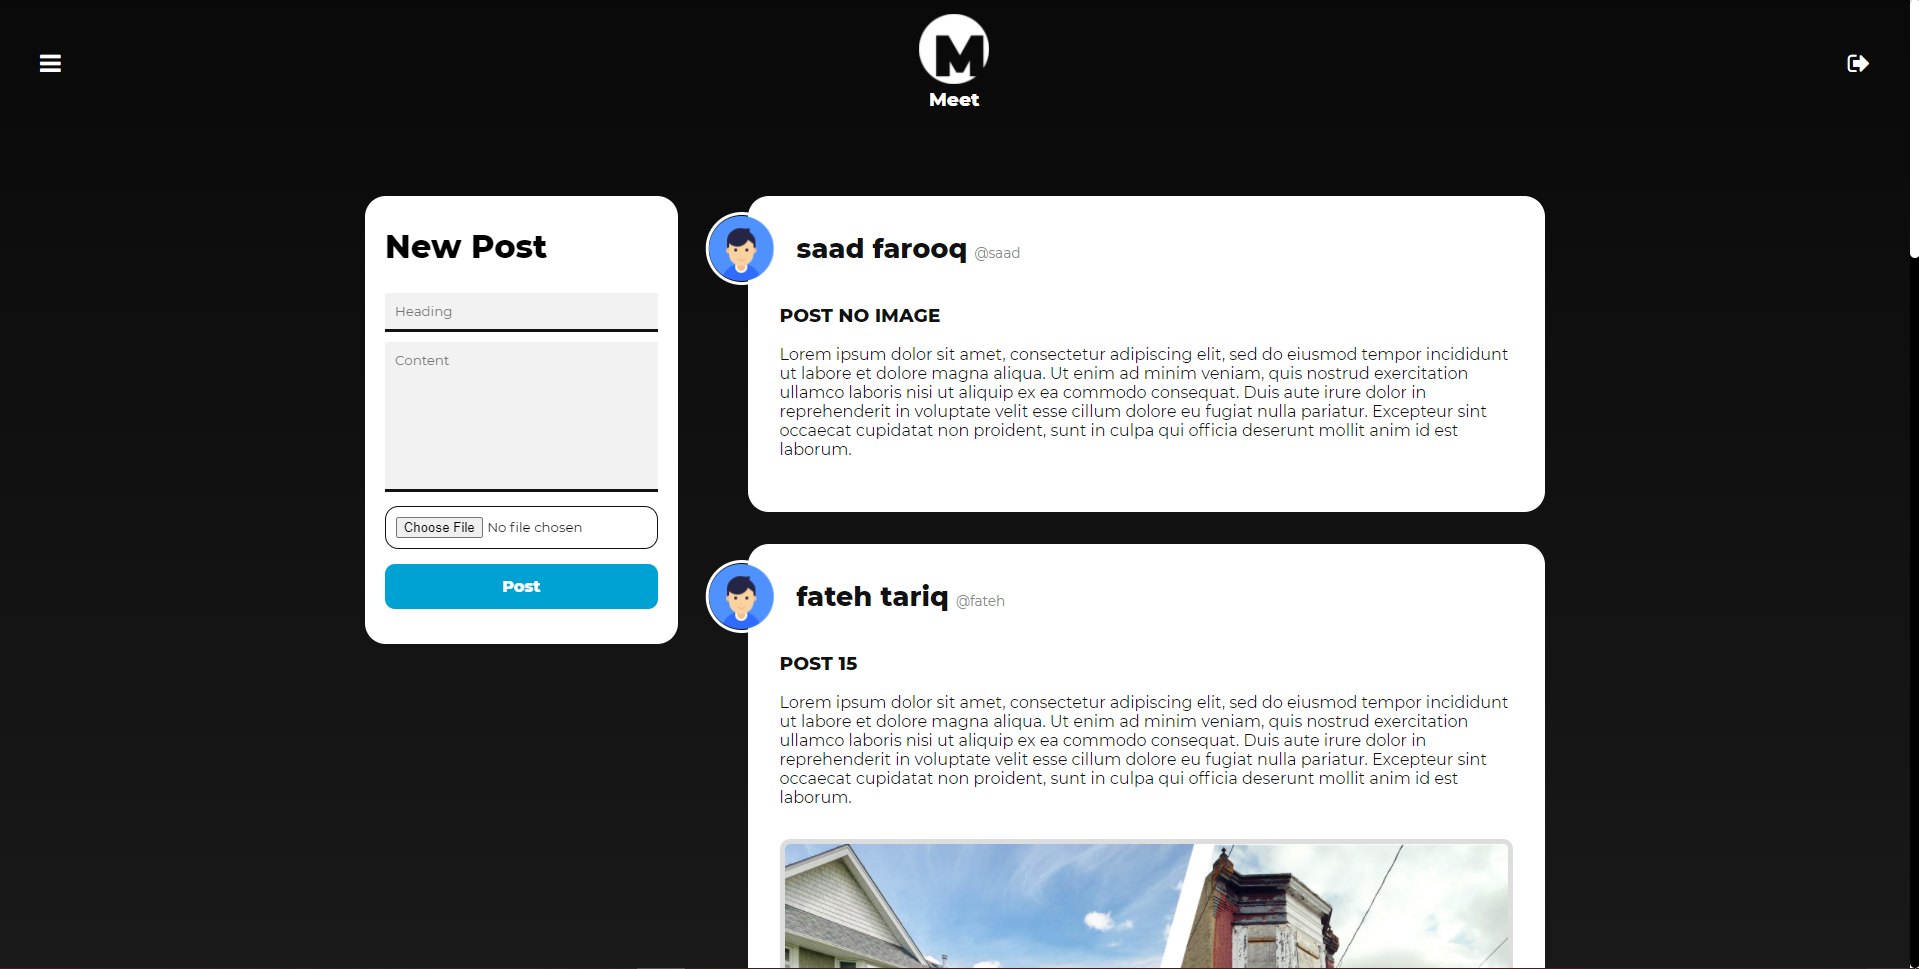 M
Meet
New Post
Heading
Content
Choose File No file chosen
Post
saad farooq @saad
POST NO IMAGE
Lorem ipsum dolor sit amet, consectetur adipiscing elit, sed do eiusmod tempor incididunt
ut labore et dolore magna aliqua. Ut enim ad minim veniam, quis nostrud exercitation
ullamco laboris nisi ut aliquip ex ea commodo consequat. Duis aute irure dolor in
reprehenderit in voluptate velit esse cillum dolore eu fugiat nulla pariatur. Excepteur sint
occaecat cupidatat non proident, sunt in culpa qui officia deserunt mollit anim id est
laborum.
fateh tariq @fateh
POST 15
Lorem ipsum dolor sit amet, consectetur adipiscing elit, sed do eiusmod tempor incididunt
ut labore et dolore magna aliqua. Ut enim ad minim veniam, quis nostrud exercitation
ullamco laboris nisi ut aliquip ex ea commodo consequat. Duis aute irure dolor in
reprehenderit in voluptate velit esse cillum dolore eu fugiat nulla pariatur. Excepteur sint
occaecat cupidatat non proident, sunt in culpa qui officia deserunt mollit anim id est
laborum.